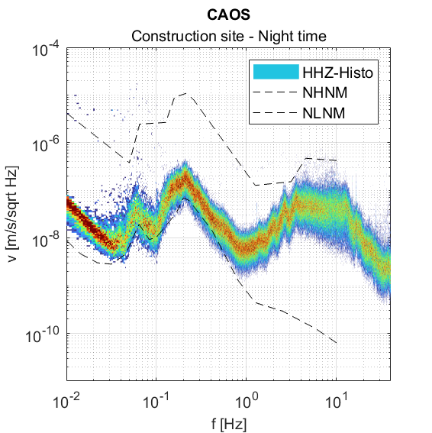 CAOS
Construction site - Night time
HHZ-Histo
NHNM
NLNM
v [m/s/sqrt Hz]
10^-4
10^-6
10^-8
10^-10
10^-2
10^-1
10^0
10^1
f [Hz]